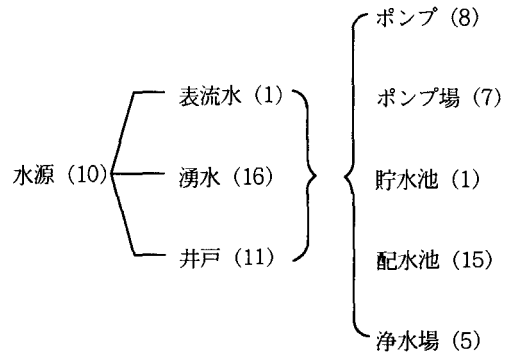 ポンプ (8)
表流水 (1)
ポンプ場 (7)
水源 (10)
湧水 (16)
貯水池 (1)
井戸 (11)
配水池 (15)
浄水場 (5)